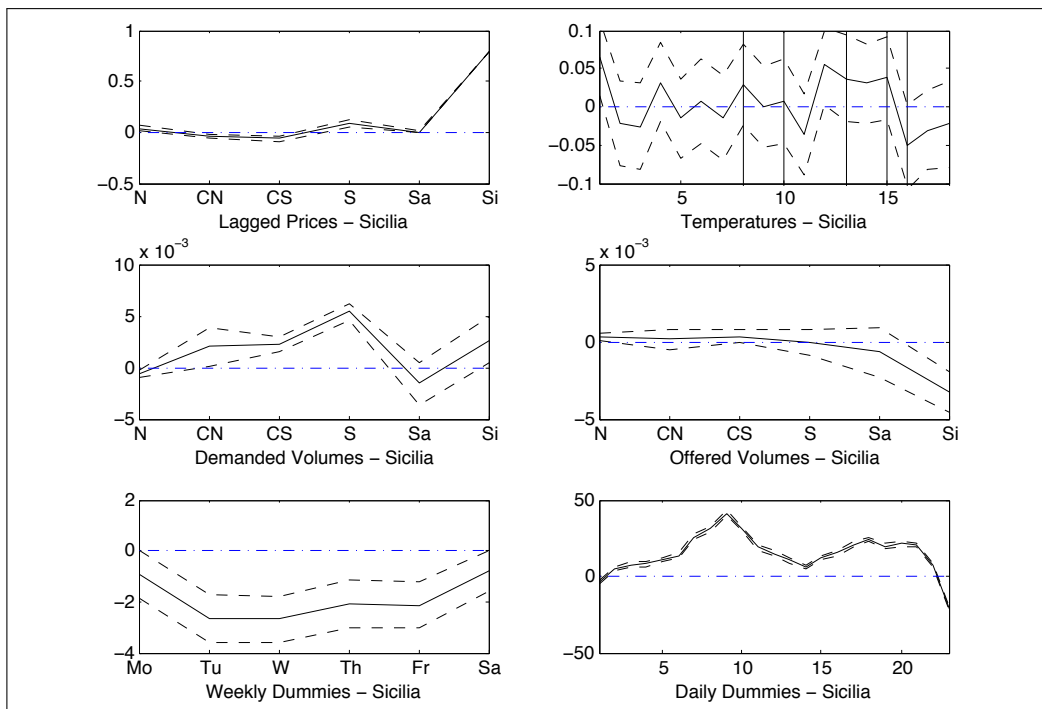 1
0.5
0
−0.5
N CN CS S Sa Si
Lagged Prices − Sicilia
0.1
0.05
0
−0.05
−0.1
5 10 15
Temperatures − Sicilia
x 10−3
10
5
0
−5
N CN CS S Sa Si
Demanded Volumes − Sicilia
x 10−3
5
0
−5
N CN CS S Sa Si
Offered Volumes − Sicilia
2
0
−2
−4
Mo Tu W Th Fr Sa
Weekly Dummies − Sicilia
50
0
−50
5 10 15 20
Daily Dummies − Sicilia